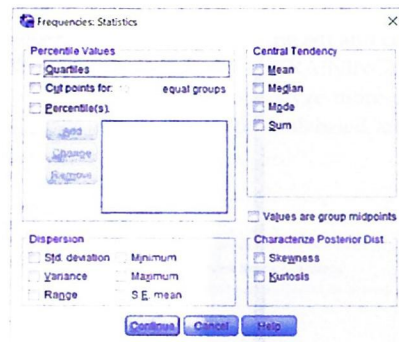 Frequencies: Statistics
Percentile Values
Quartiles
Cut points for: equal groups
Percentile(s):
Add
Change
Remove
Central Tendency
Mean
Median
Mode
Sum
Values are group midpoints
Dispersion
Std. deviation Minimum
Variance Maximum
Range S.E. mean
Characterize Posterior Dist
Skewness
Kurtosis
Continue Cancel Help